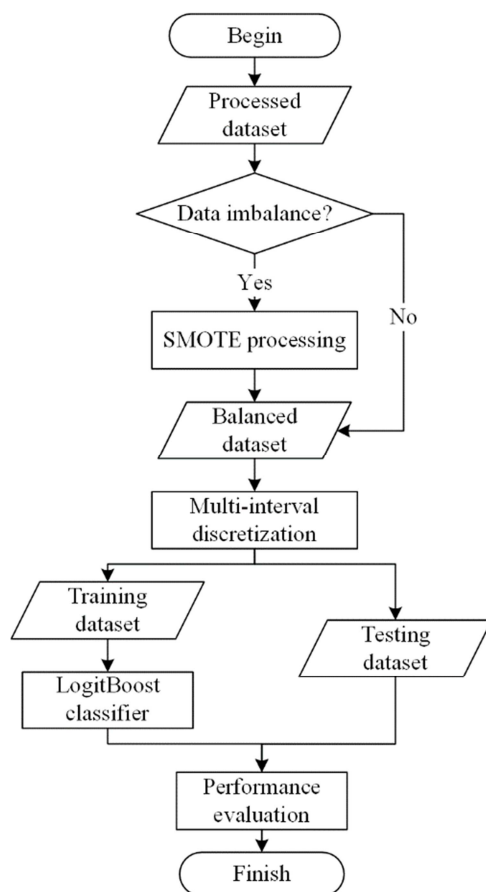 Begin
Processed
dataset
Data imbalance?
Yes
No
SMOTE processing
Balanced
dataset
Multi-interval
discretization
Training
dataset
Testing
dataset
LogitBoost
classifier
Performance
evaluation
Finish